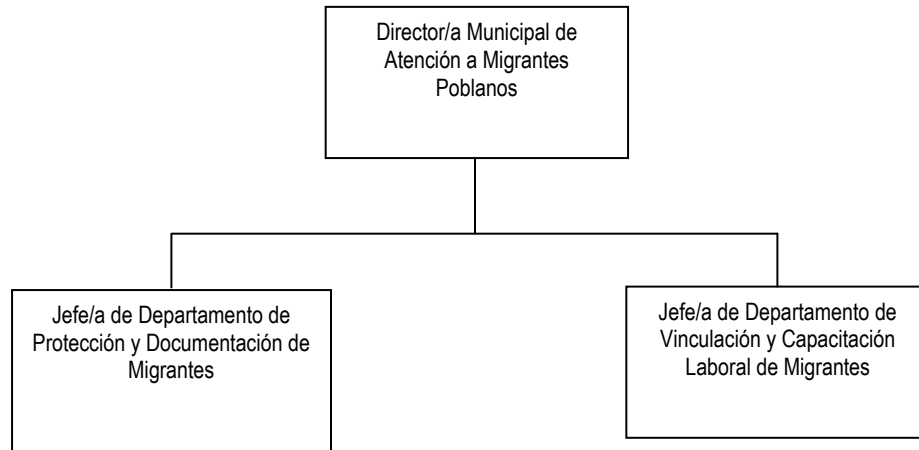 Director/a Municipal de
Atención a Migrantes
Poblanos
Jefe/a de Departamento de
Protección y Documentación de
Migrantes
Jefe/a de Departamento de
Vinculación y Capacitación
Laboral de Migrantes